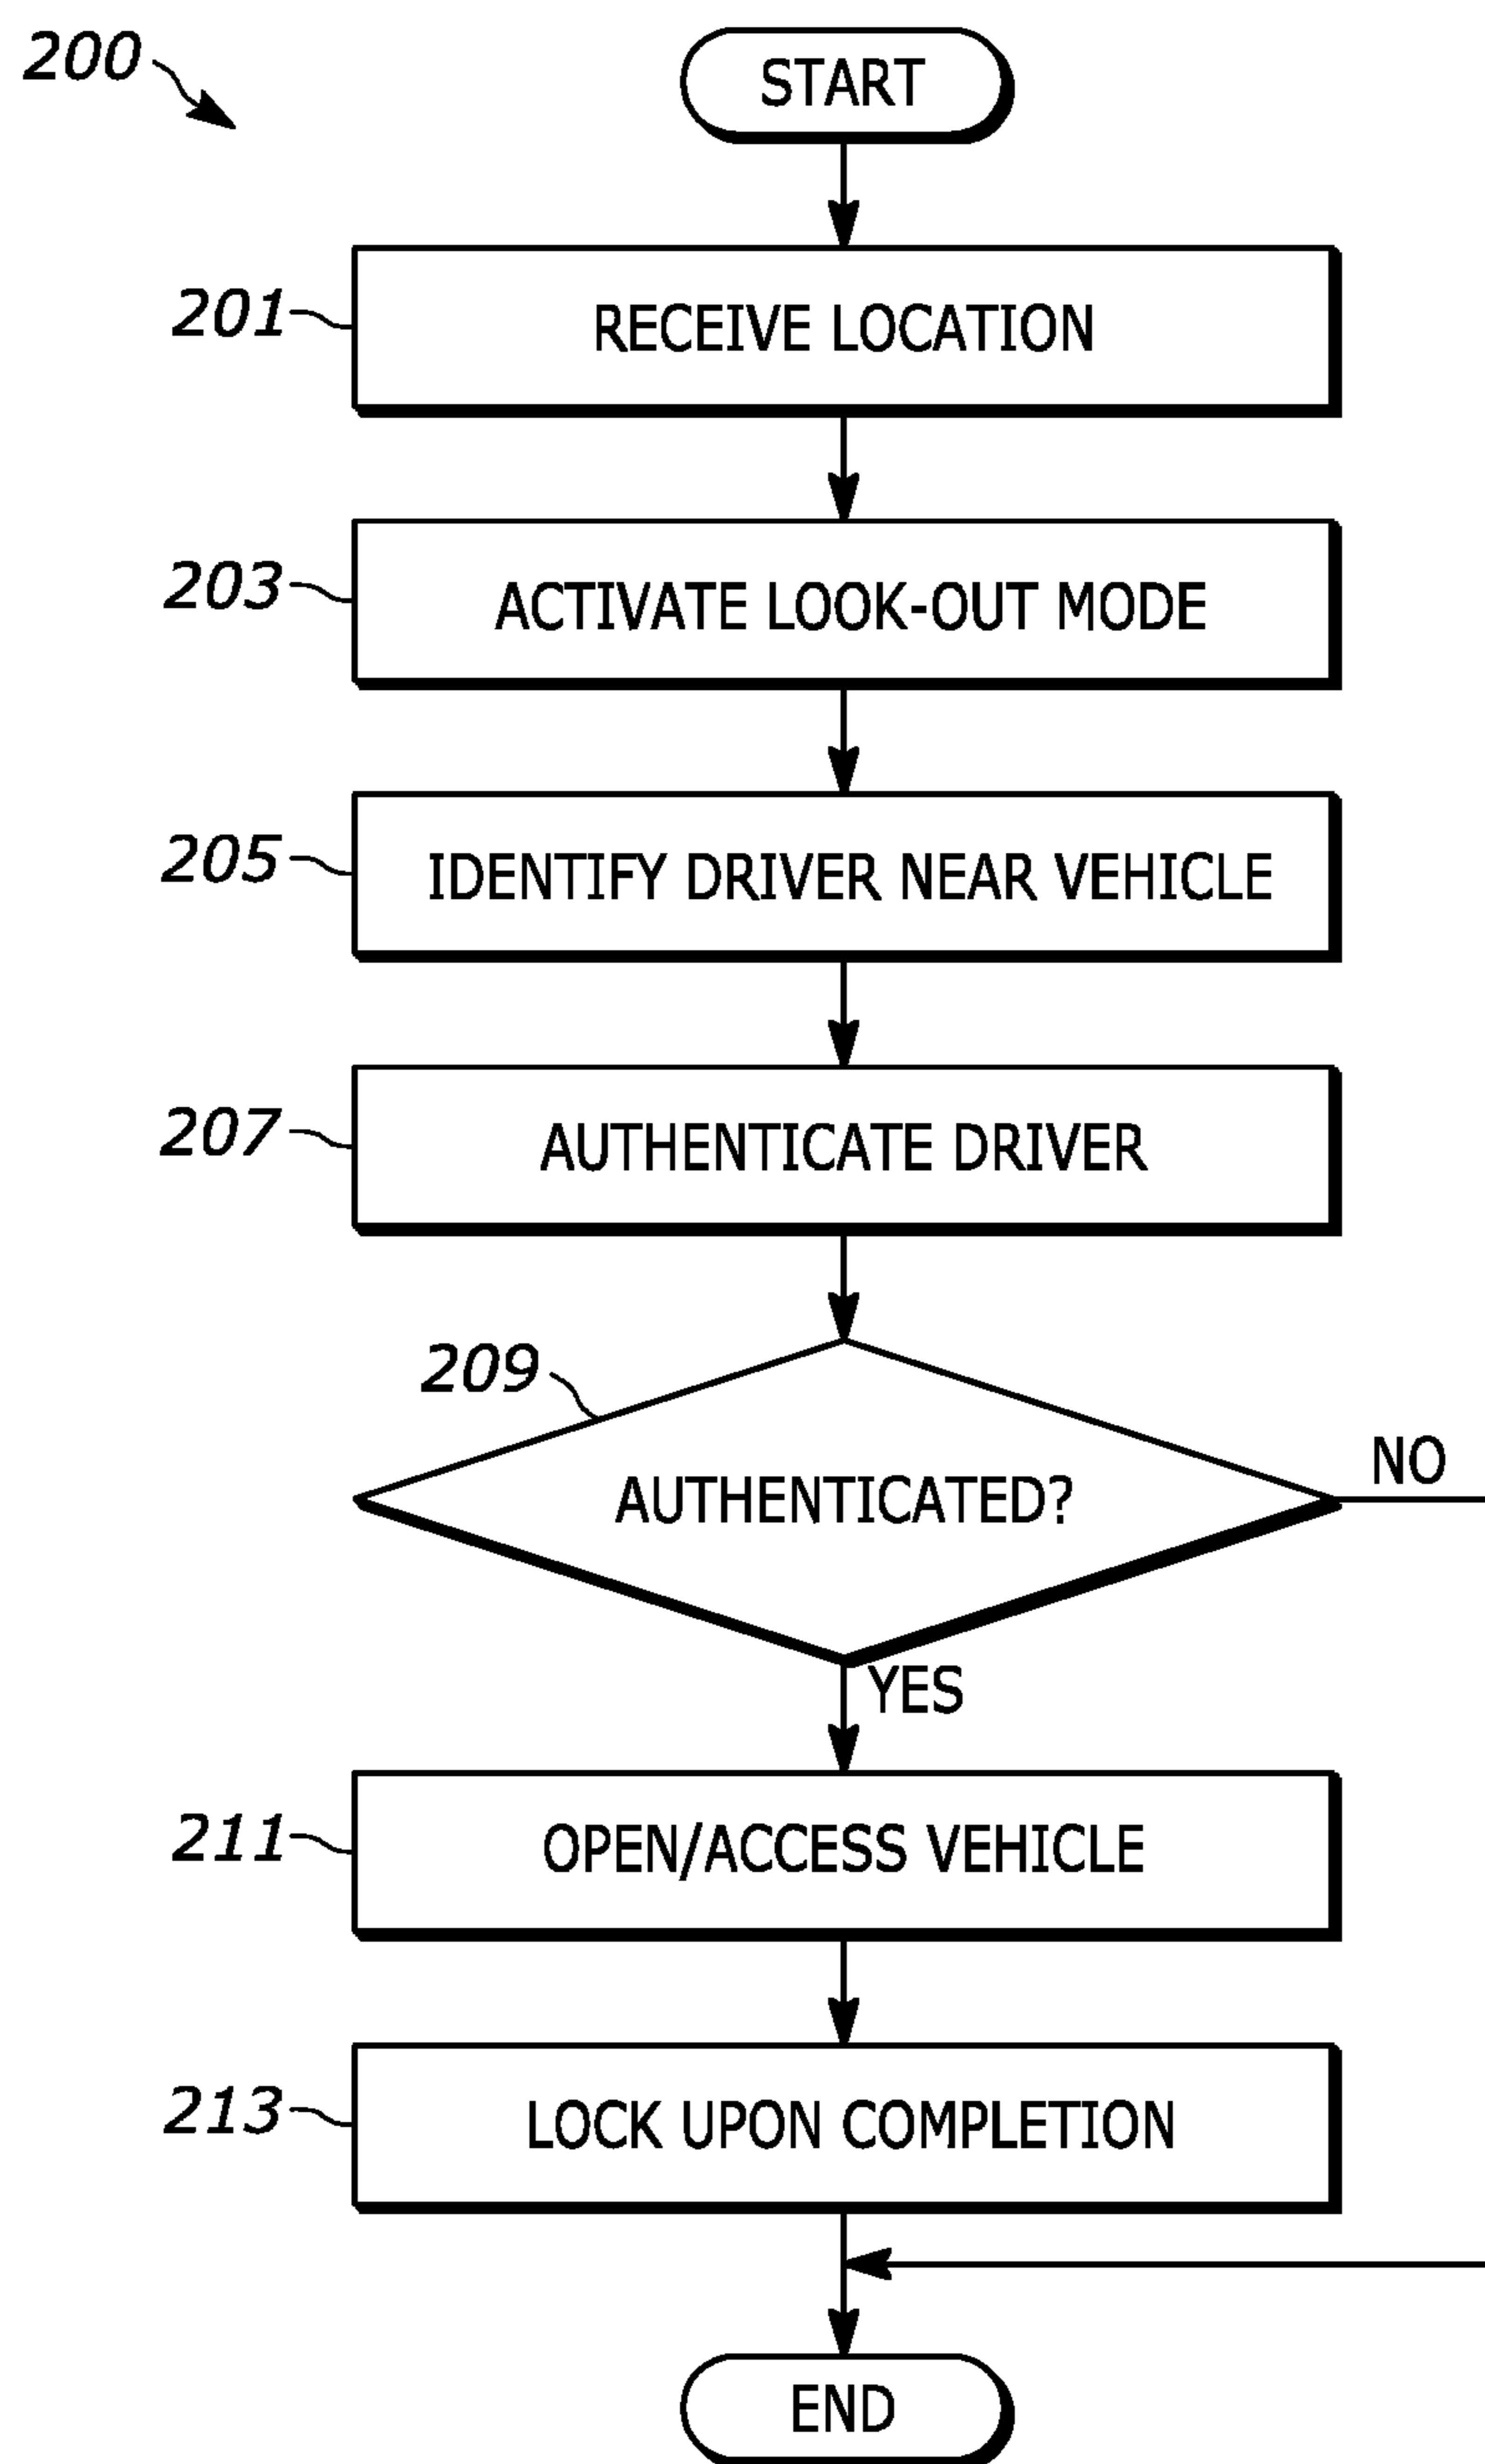 200
START
201
RECEIVE LOCATION
203
ACTIVATE LOOK-OUT MODE
205
IDENTIFY DRIVER NEAR VEHICLE
207
AUTHENTICATE DRIVER
209
AUTHENTICATED?
NO
YES
211
OPEN/ACCESS VEHICLE
213
LOCK UPON COMPLETION
END